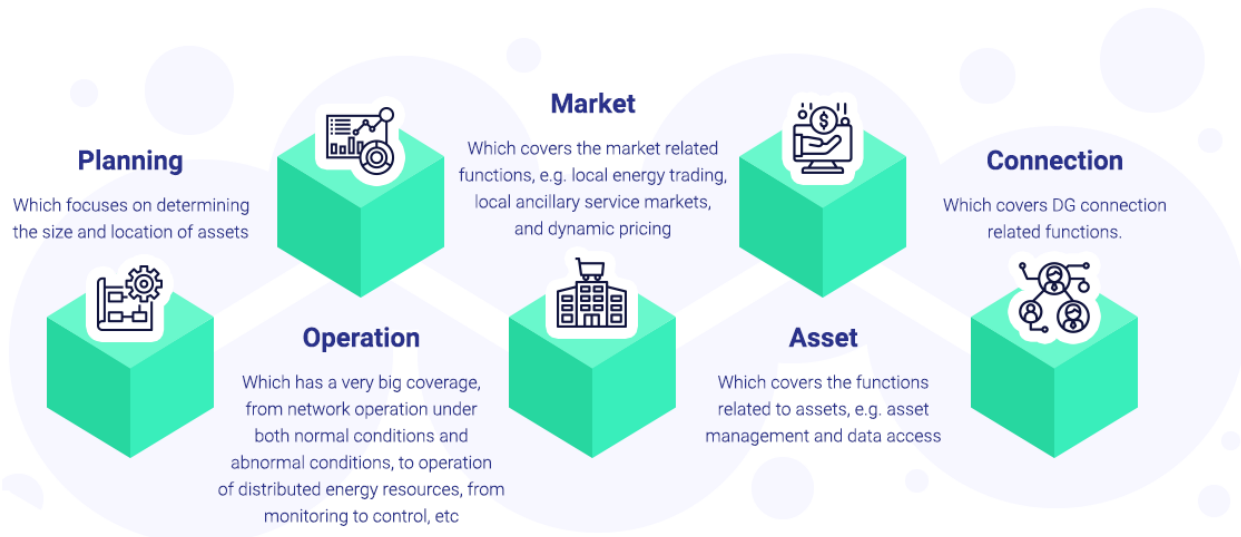 Planning
Which focuses on determining
the size and location of assets
Operation
Which has a very big coverage,
from network operation under
both normal conditions and
abnormal conditions, to operation
of distributed energy resources, from
monitoring to control, etc
Market
Which covers the market related
functions, e.g. local energy trading,
local ancillary service markets,
and dynamic pricing
Asset
Which covers the functions
related to assets, e.g. asset
management and data access
Connection
Which covers DG connection
related functions.